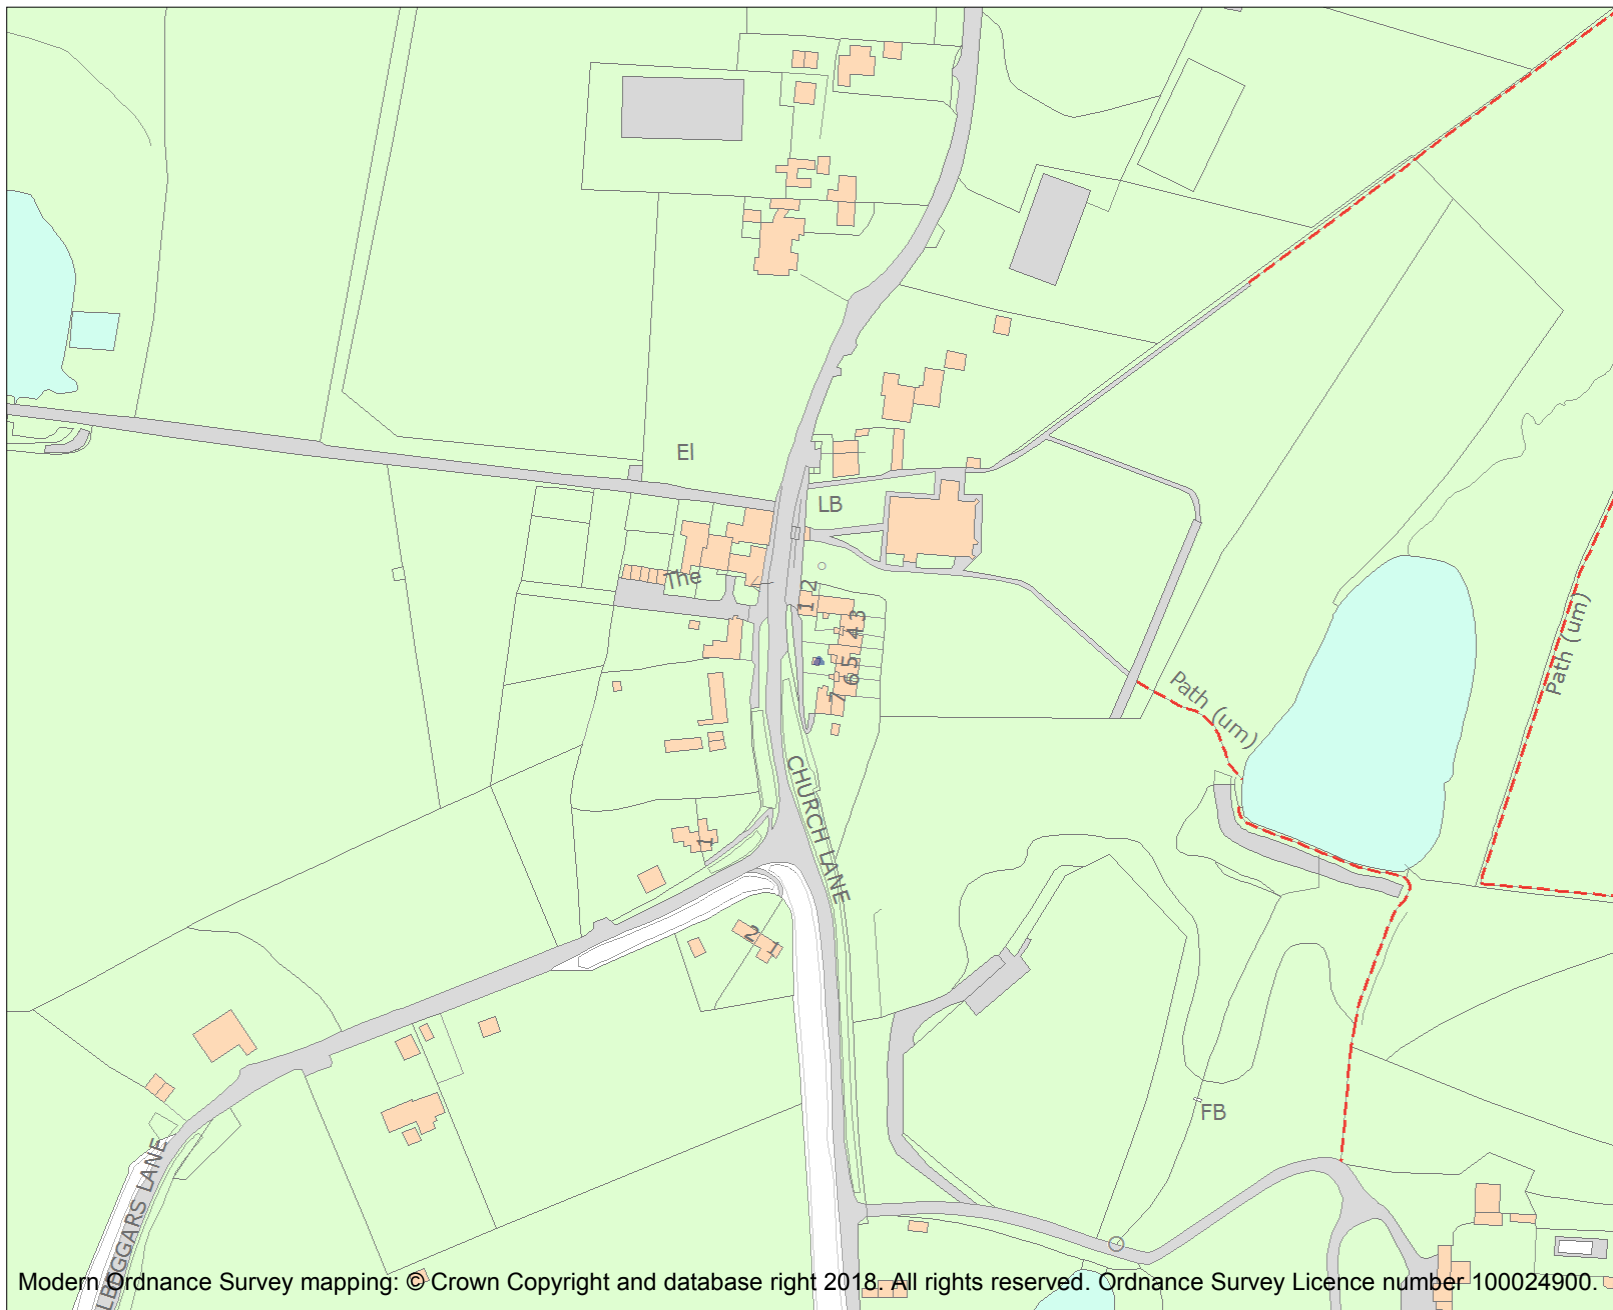 El
LB
The
1 2
3
4
5
6
7
Path (um)
Path (um)
CHURCH LANE
1
2 1
FB
LBEGGARS LANE
Modern Ordnance Survey mapping: © Crown Copyright and database right 2018. All rights reserved. Ordnance Survey Licence number 100024900.